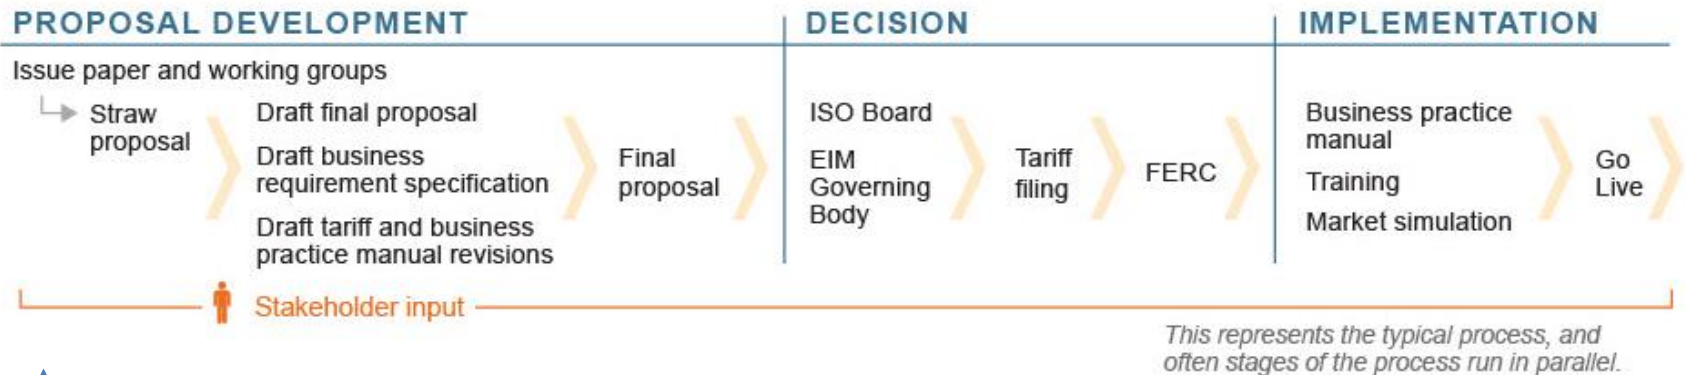 PROPOSAL DEVELOPMENT
Issue paper and working groups
Straw
proposal
Draft final proposal
Draft business
requirement specification
Draft tariff and business
practice manual revisions
Final
proposal
DECISION
ISO Board
EIM
Governing
Body
Tariff
filing
FERC
IMPLEMENTATION
Business practice
manual
Training
Market simulation
Go
Live
Stakeholder input
This represents the typical process, and
often stages of the process run in parallel.